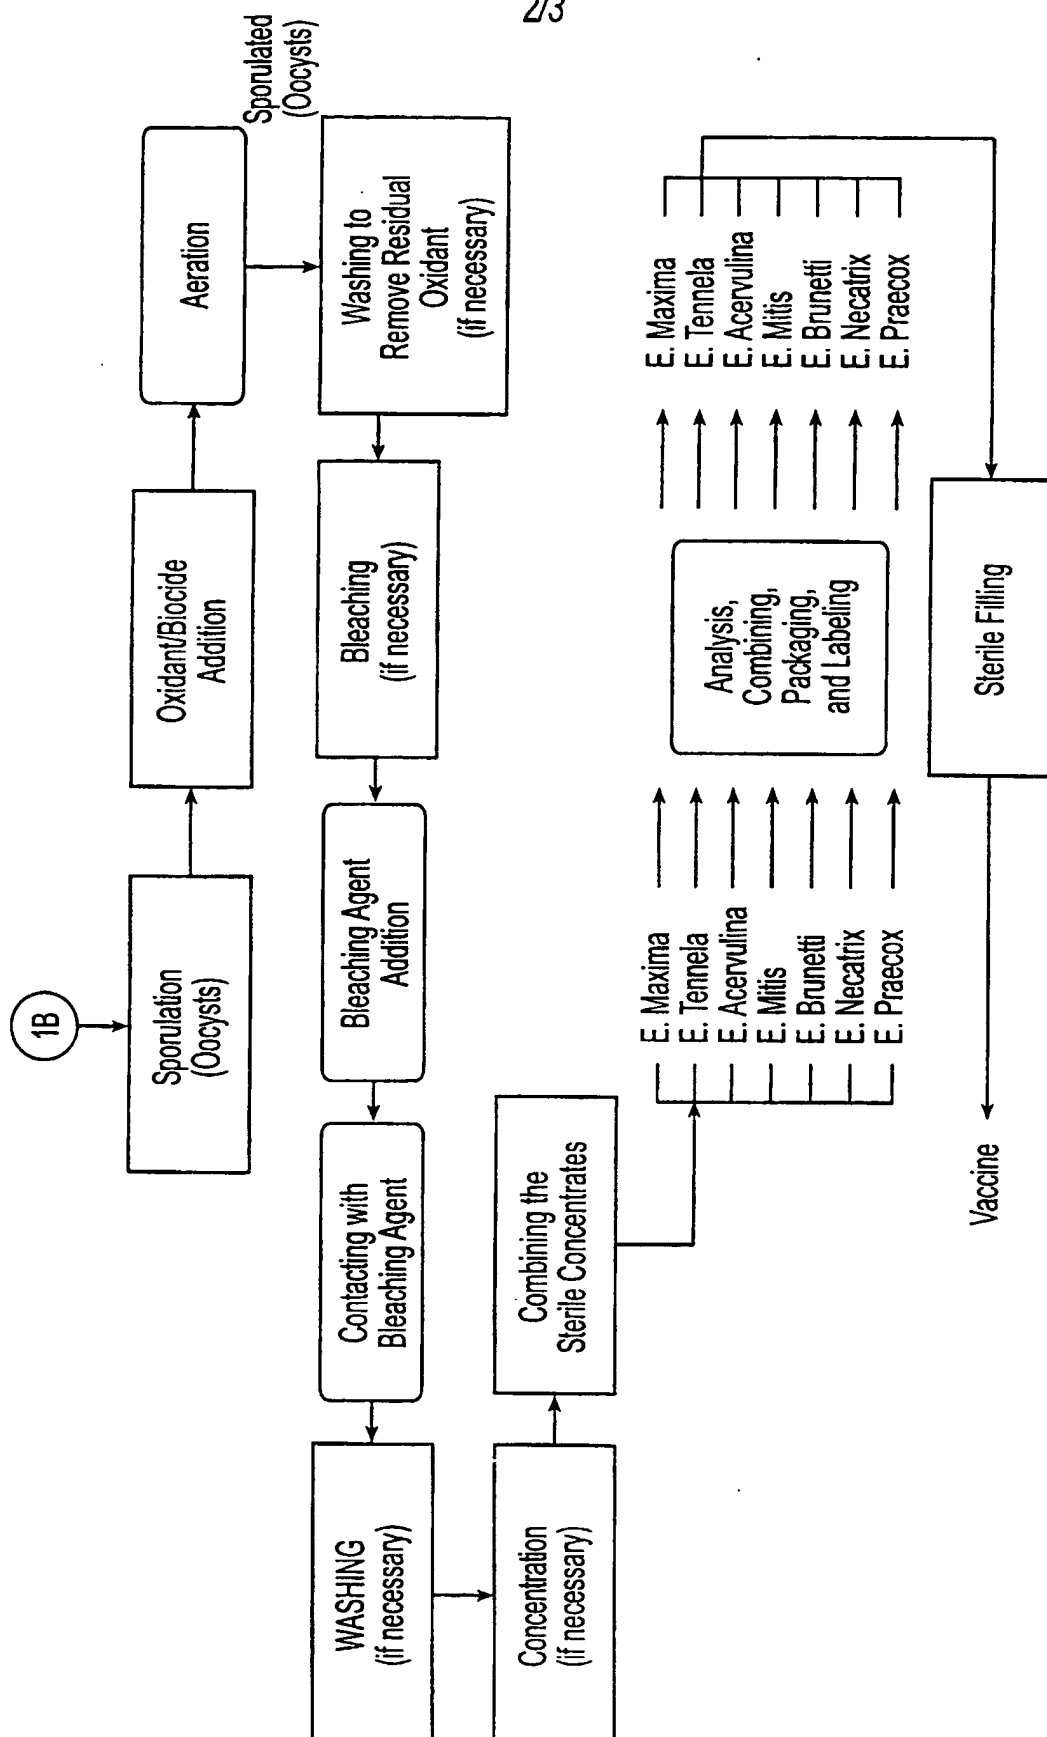 2/3
1B
Sporulation
(Oocysts)
Oxidant/Biocide
Addition
Aeration
Sporulated
(Oocysts)
Washing to
Remove Residual
Oxidant
(if necessary)
Bleaching
(if necessary)
Bleaching Agent
Addition
Contacting with
Bleaching Agent
WASHING
(if necessary)
Concentration
(if necessary)
Combining the
Sterile Concentrates
E. Maxima
E. Tennela
E. Acervulina
E. Mitis
E. Brunetti
E. Necatrix
E. Praecox
Analysis,
Combining,
Packaging,
and Labeling
E. Maxima
E. Tennela
E. Acervulina
E. Mitis
E. Brunetti
E. Necatrix
E. Praecox
Sterile Filling
Vaccine